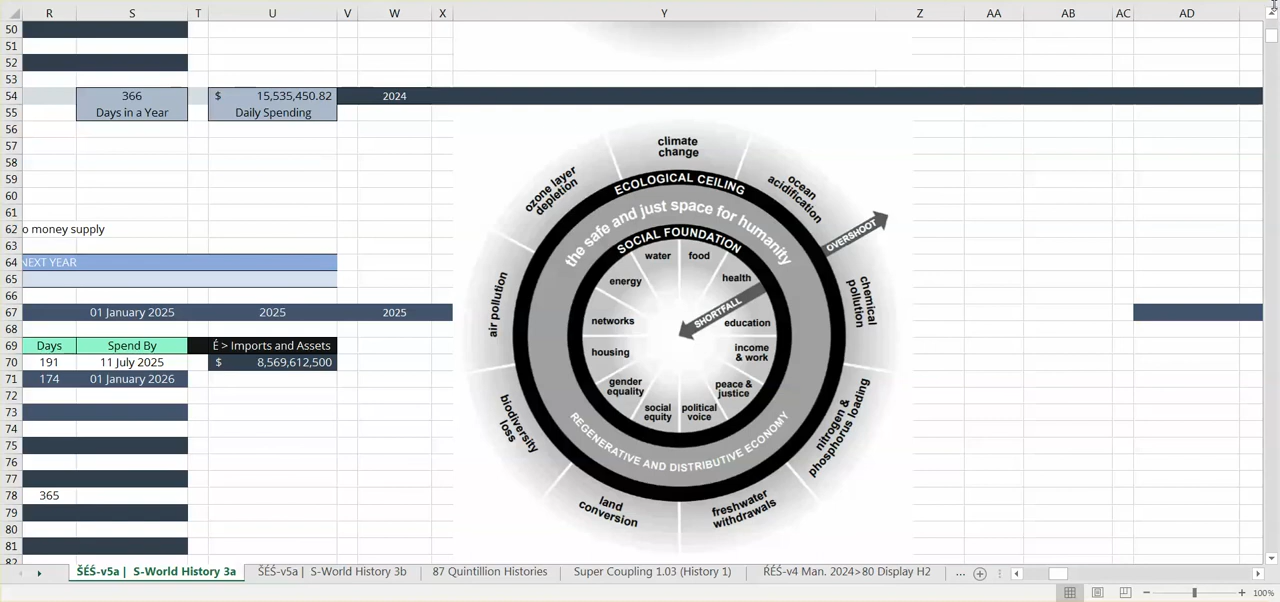 R S T U V W X Y Z AA AB AC AD
50
51
52
53
54 366 $ 15,535,450.82 2024
55 Days in a Year Daily Spending
56
57
58
59
60
61
62 o money supply
63
64 NEXT YEAR
65
66
67 01 January 2025 2025 2025
68
69 Days Spend By É > Imports and Assets
70 191 11 July 2025 $ 8,569,612,500
71 174 01 January 2026
72
73
74
75
76
77
78 365
79
80
81
82
climate
change
ozone layer
depletion
ocean
acidification
ECOLOGICAL CEILING
the safe and just space for humanity
OVERSHOOT
SOCIAL FOUNDATION
water
food
energy
health
SHORTFALL
networks
education
housing
income
& work
gender
equality
peace &
justice
social
equity
political
voice
air pollution
chemical
pollution
REGENERATIVE AND DISTRIBUTIVE ECONOMY
biodiversity
loss
nitrogen &
phosphorus loading
land
conversion
freshwater
withdrawals
ŠÉŚ-v5a | S-World History 3a ŠÉŚ-v5a | S-World History 3b 87 Quintillion Histories Super Coupling 1.03 (History 1) ŔÉŚ-v4 Man. 2024>80 Display H2 ...
100%